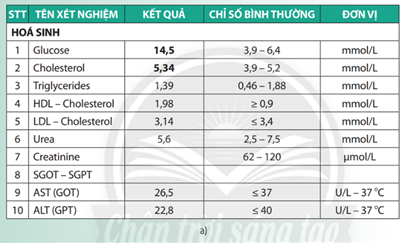 STT TÊN XÉT NGHIỆM KẾT QUẢ CHỈ SỐ BÌNH THƯỜNG ĐƠN VỊ
HOÁ SINH
1 Glucose 14,5 3,9 – 6,4 mmol/L
2 Cholesterol 5,34 3,9 – 5,2 mmol/L
3 Triglycerides 1,39 0,46 – 1,88 mmol/L
4 HDL – Cholesterol 1,98 ≥ 0,9 mmol/L
5 LDL – Cholesterol 3,14 ≤ 3,4 mmol/L
6 Urea 5,6 2,5 – 7,5 mmol/L
7 Creatinine 62 – 120 µmol/L
8 SGOT – SGPT
9 AST (GOT) 26,5 ≤ 37 U/L – 37 °C
10 ALT (GPT) 22,8 ≤ 40 U/L – 37 °C
Chân trời sáng tạo
a)